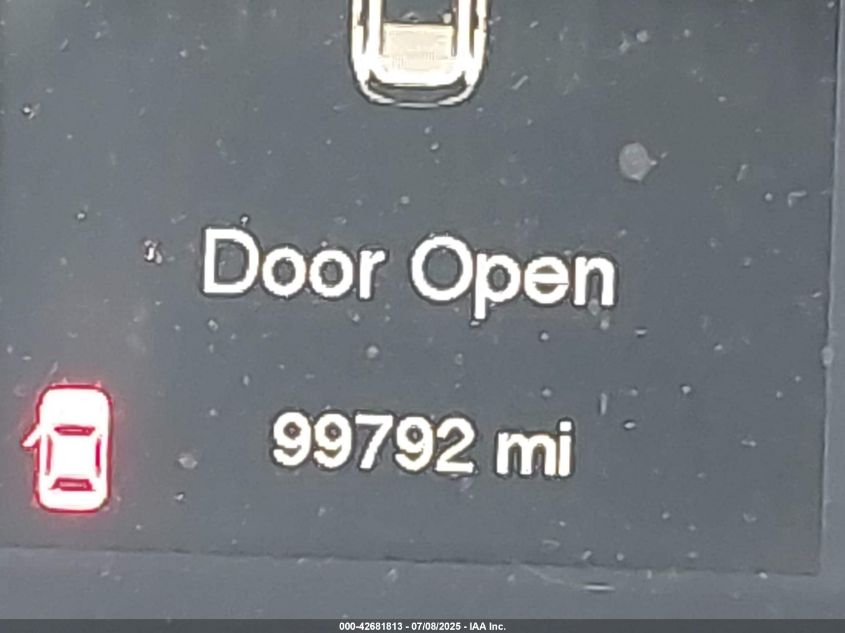 Door Open
99792 mi
000-42681813 - 07/08/2025 - IAA Inc.